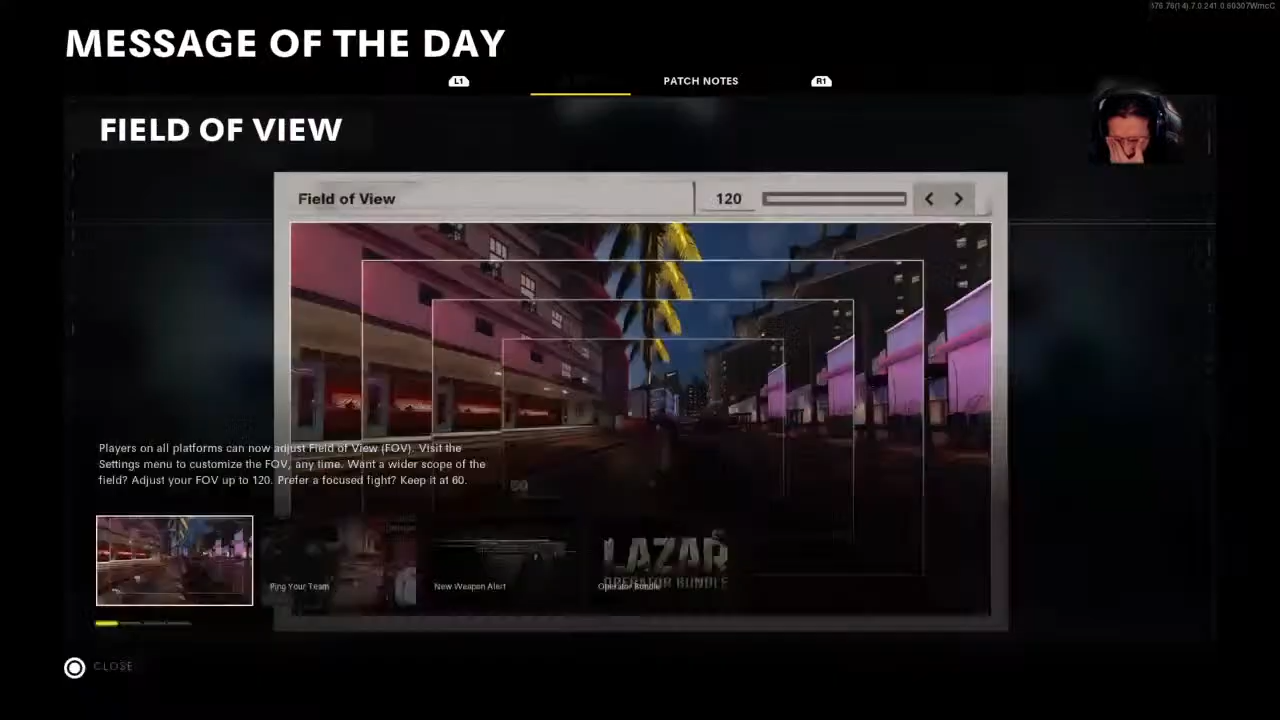 MESSAGE OF THE DAY
L1
PATCH NOTES
R1
FIELD OF VIEW
Field of View
120
Players on all platforms can now adjust Field of View (FOV). Visit the
Settings menu to customize the FOV, any time. Want a wider scope of the
field? Adjust your FOV up to 120. Prefer a focused fight? Keep it at 60.
LAZAR
OPERATOR BUNDLE
Ping Your Team
New Weapon Alert
Operator Bundle
CLOSE